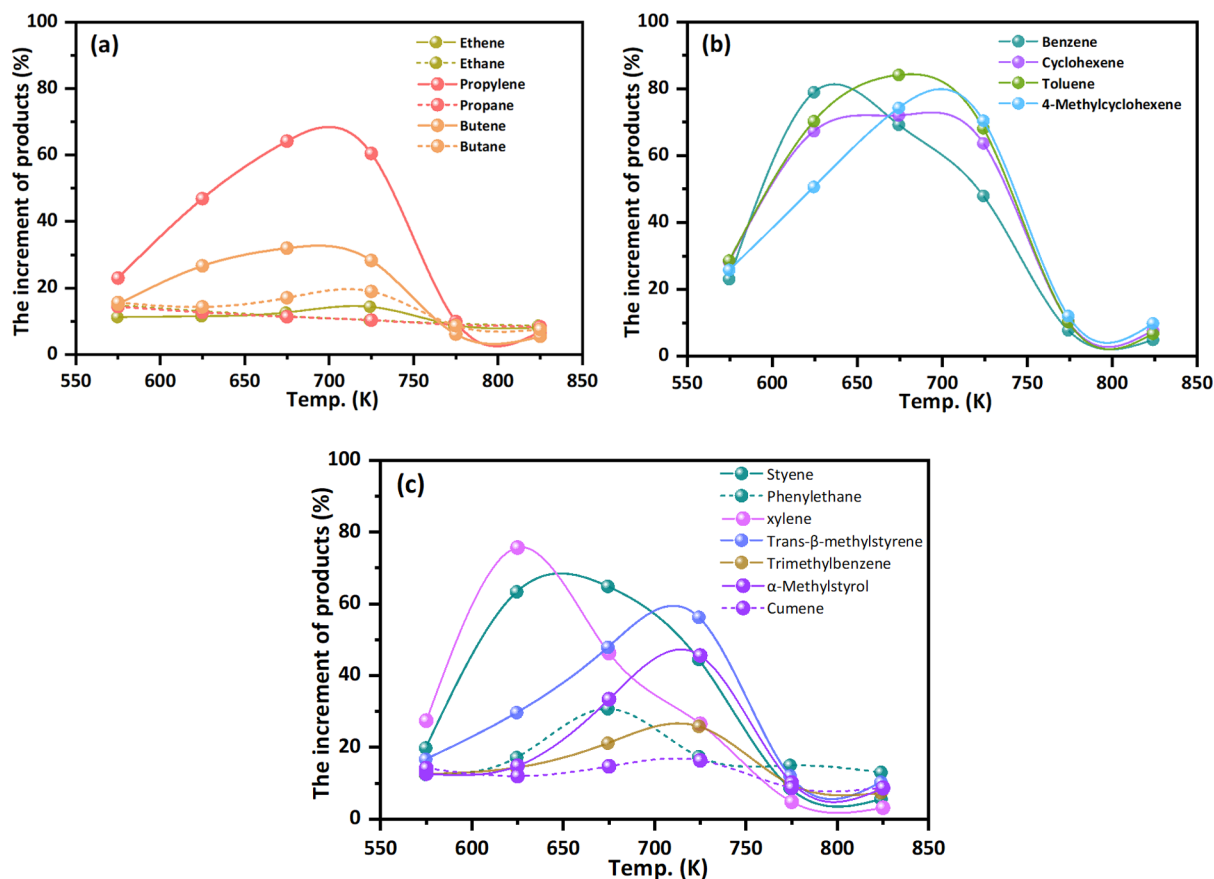 (a)
The increment of products (%)
100
80
60
40
20
0
550 600 650 700 750 800 850
Temp. (K)
Ethene
Ethane
Propylene
Propane
Butene
Butane
(b)
The increment of products (%)
100
80
60
40
20
0
550 600 650 700 750 800 850
Temp. (K)
Benzene
Cyclohexene
Toluene
4-Methylcyclohexene
(c)
The increment of products (%)
100
80
60
40
20
0
550 600 650 700 750 800 850
Temp. (K)
Styene
Phenylethane
xylene
Trans-β-methylstyrene
Trimethylbenzene
α-Methylstyrol
Cumene